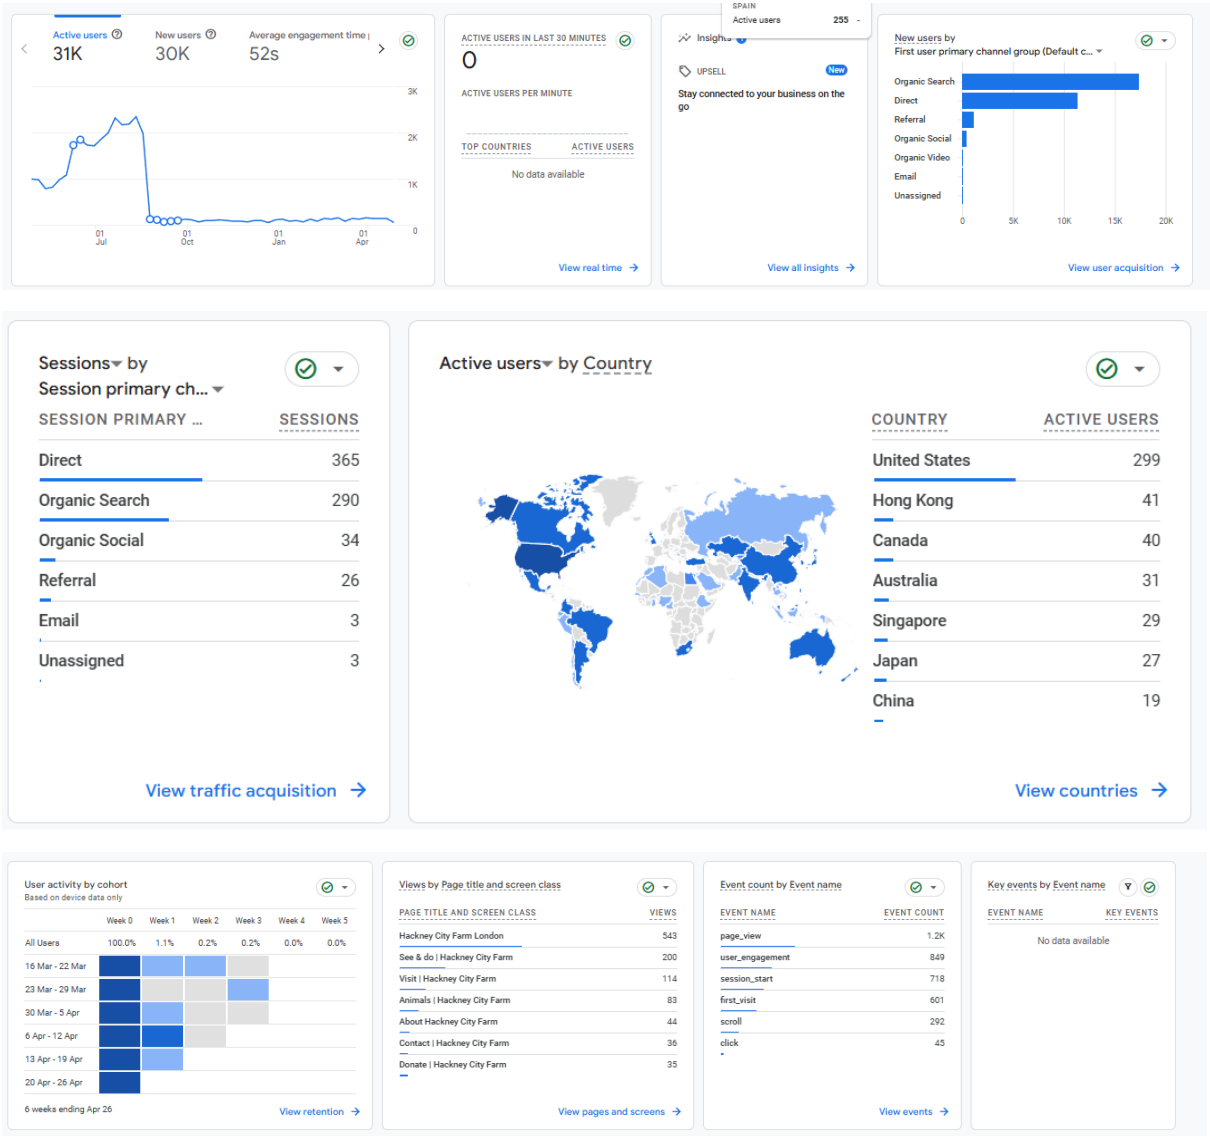 SPAIN
Active users 255 -
Active users
31K
New users
30K
Average engagement time
52s
3K
2K
1K
0
01 Jul
01 Oct
01 Jan
01 Apr
ACTIVE USERS IN LAST 30 MINUTES
0
ACTIVE USERS PER MINUTE
TOP COUNTRIES ACTIVE USERS
No data available
View real time
Insights
UPSELL New
Stay connected to your business on the
go
View all insights
New users by
First user primary channel group (Default c...
Organic Search
Direct
Referral
Organic Social
Organic Video
Email
Unassigned
0 5K 10K 15K 20K
View user acquisition
Sessions by
Session primary ch...
SESSION PRIMARY ... SESSIONS
Direct 365
Organic Search 290
Organic Social 34
Referral 26
Email 3
Unassigned 3
View traffic acquisition
Active users by Country
COUNTRY ACTIVE USERS
United States 299
Hong Kong 41
Canada 40
Australia 31
Singapore 29
Japan 27
China 19
View countries
User activity by cohort
Based on device data only
Week 0 Week 1 Week 2 Week 3 Week 4 Week 5
All Users 100.0% 1.1% 0.2% 0.2% 0.0% 0.0%
16 Mar - 22 Mar
23 Mar - 29 Mar
30 Mar - 5 Apr
6 Apr - 12 Apr
13 Apr - 19 Apr
20 Apr - 26 Apr
6 weeks ending Apr 26
View retention
Views by Page title and screen class
PAGE TITLE AND SCREEN CLASS VIEWS
Hackney City Farm London 543
See & do | Hackney City Farm 200
Visit | Hackney City Farm 114
Animals | Hackney City Farm 83
About Hackney City Farm 44
Contact | Hackney City Farm 36
Donate | Hackney City Farm 35
View pages and screens
Event count by Event name
EVENT NAME EVENT COUNT
page_view 1.2K
user_engagement 849
session_start 718
first_visit 601
scroll 292
click 45
View events
Key events by Event name
EVENT NAME KEY EVENTS
No data available